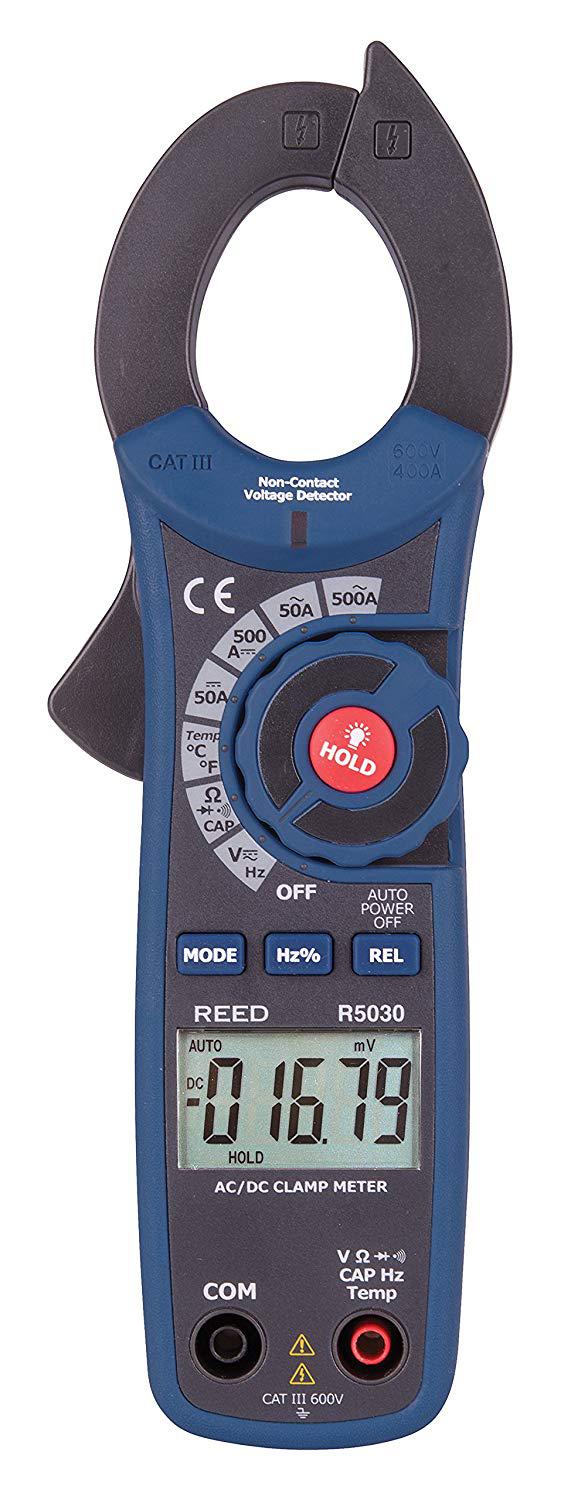 CAT III
600V
400A
Non-Contact
Voltage Detector
CE
500A
50A
500
A
50A
Temp
°C
°F
Ω
CAP
V
Hz
HOLD
OFF
AUTO
POWER
OFF
MODE
Hz%
REL
REED
R5030
AUTO
mV
DC
-016.79
HOLD
AC/DC CLAMP METER
COM
V Ω
CAP Hz
Temp
CAT III 600V